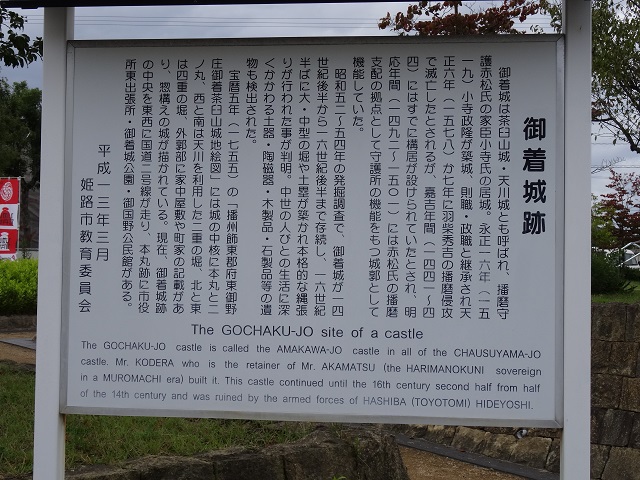 御着城跡
御着城は茶臼山城・天川城とも呼ばれ、播磨守
護赤松氏の家臣小寺氏の居城。永正一六年(一五
一九)小寺政隆が築城、則職・政職と継承され天
正六年(一五七八)か七年に羽柴秀吉の播磨侵攻
で滅亡したとされるが、嘉吉年間(一四四一〜四
四)にはすでに構居が設けられていたとされ、明
応年間(一四九二〜一五〇一)には赤松氏の播磨
支配の拠点として守護所の機能をもつ城郭として
機能していた。
昭和五二〜五四年の発掘調査で、御着城が一四
世紀後半から一六世紀後半まで存続し、一六世紀
半ばに大・中型の堀や土塁が築かれ本格的な縄張
りが行われた事が判明。中世の人びとの生活に深
くかかわる土器・陶磁器・木製品・石製品等の遺
物も検出された。
宝暦五年(一七五五)の「播州飾東郡府東御野
庄御着茶臼山城地絵図」には城の中核に本丸と二
ノ丸、西と南は天川を利用した二重の堀、北と東
は四重の堀、外郭部に家中屋敷や町家の記載があ
り、惣構えの城が描かれている。現在、御着城跡
の中央を東西に国道二号線が走り、本丸跡に市役
所東出張所・御着城公園・御国野公民館がある。
平成一三年三月
姫路市教育委員会
The GOCHAKU-JO site of a castle
The GOCHAKU-JO castle is called the AMAKAWA-JO castle in all of the CHAUSUYAMA-JO
castle. Mr. KODERA who is the retainer of Mr. AKAMATSU (the HARIMANOKUNI sovereign
in a MUROMACHI era) built it. This castle continued until the 16th century second half from half
of the 14th century and was ruined by the armed forces of HASHIBA (TOYOTOMI) HIDEYOSHI.